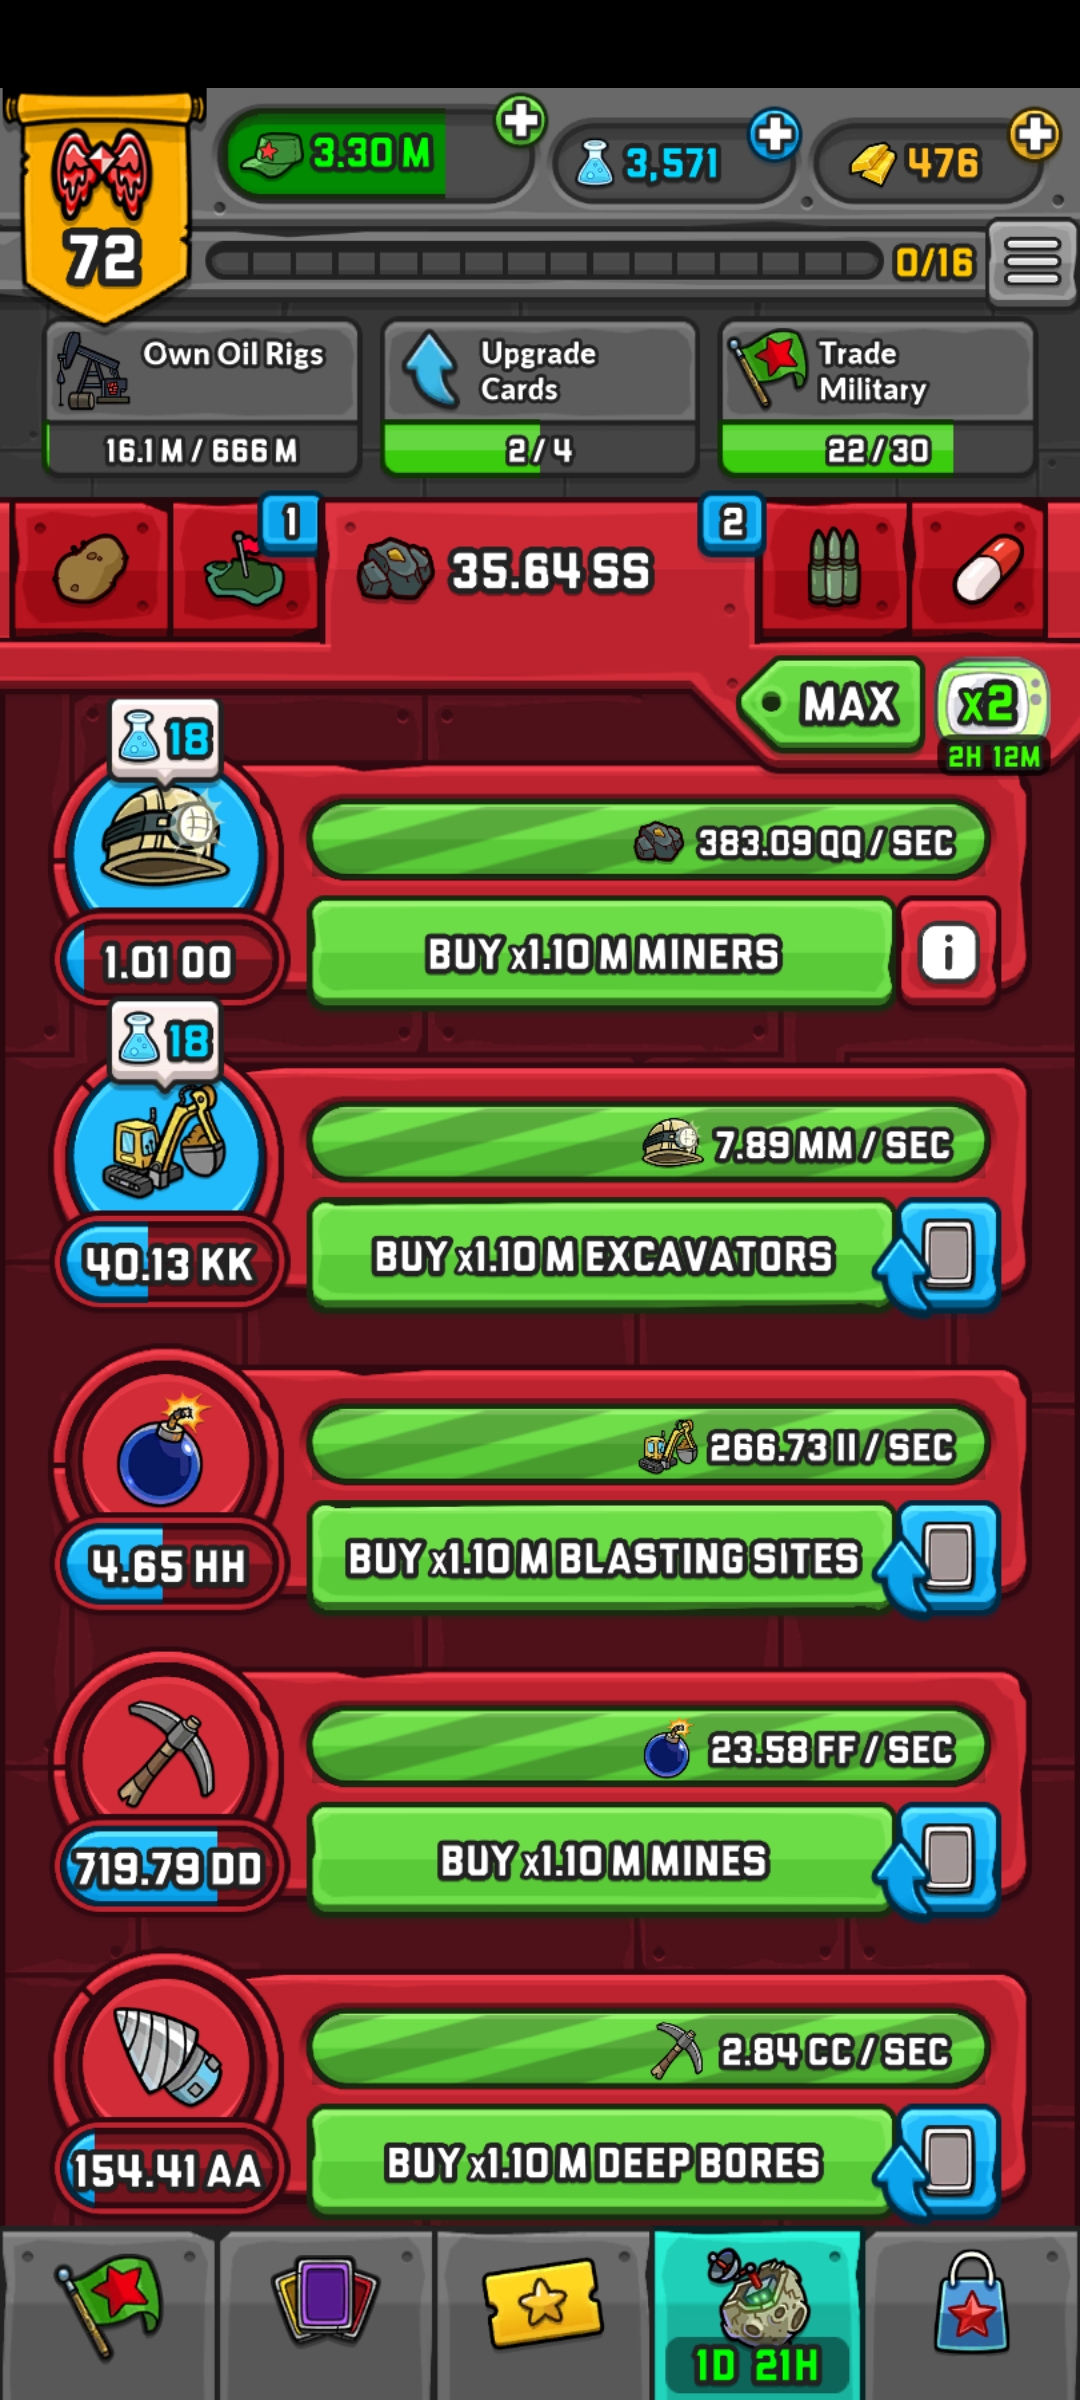 3.30 M
3,571
476
72
0/16
Own Oil Rigs
16.1 M / 666 M
Upgrade
Cards
2 / 4
Trade
Military
22 / 30
1
35.64 SS
2
MAX
x2
2H 12M
18
383.09 QQ / SEC
1.01 OO
BUY x1.10 M MINERS
i
18
7.89 MM / SEC
40.13 KK
BUY x1.10 M EXCAVATORS
266.73 II / SEC
4.65 HH
BUY x1.10 M BLASTING SITES
23.58 FF / SEC
719.79 DD
BUY x1.10 M MINES
2.84 CC / SEC
154.41 AA
BUY x1.10 M DEEP BORES
1D 21H